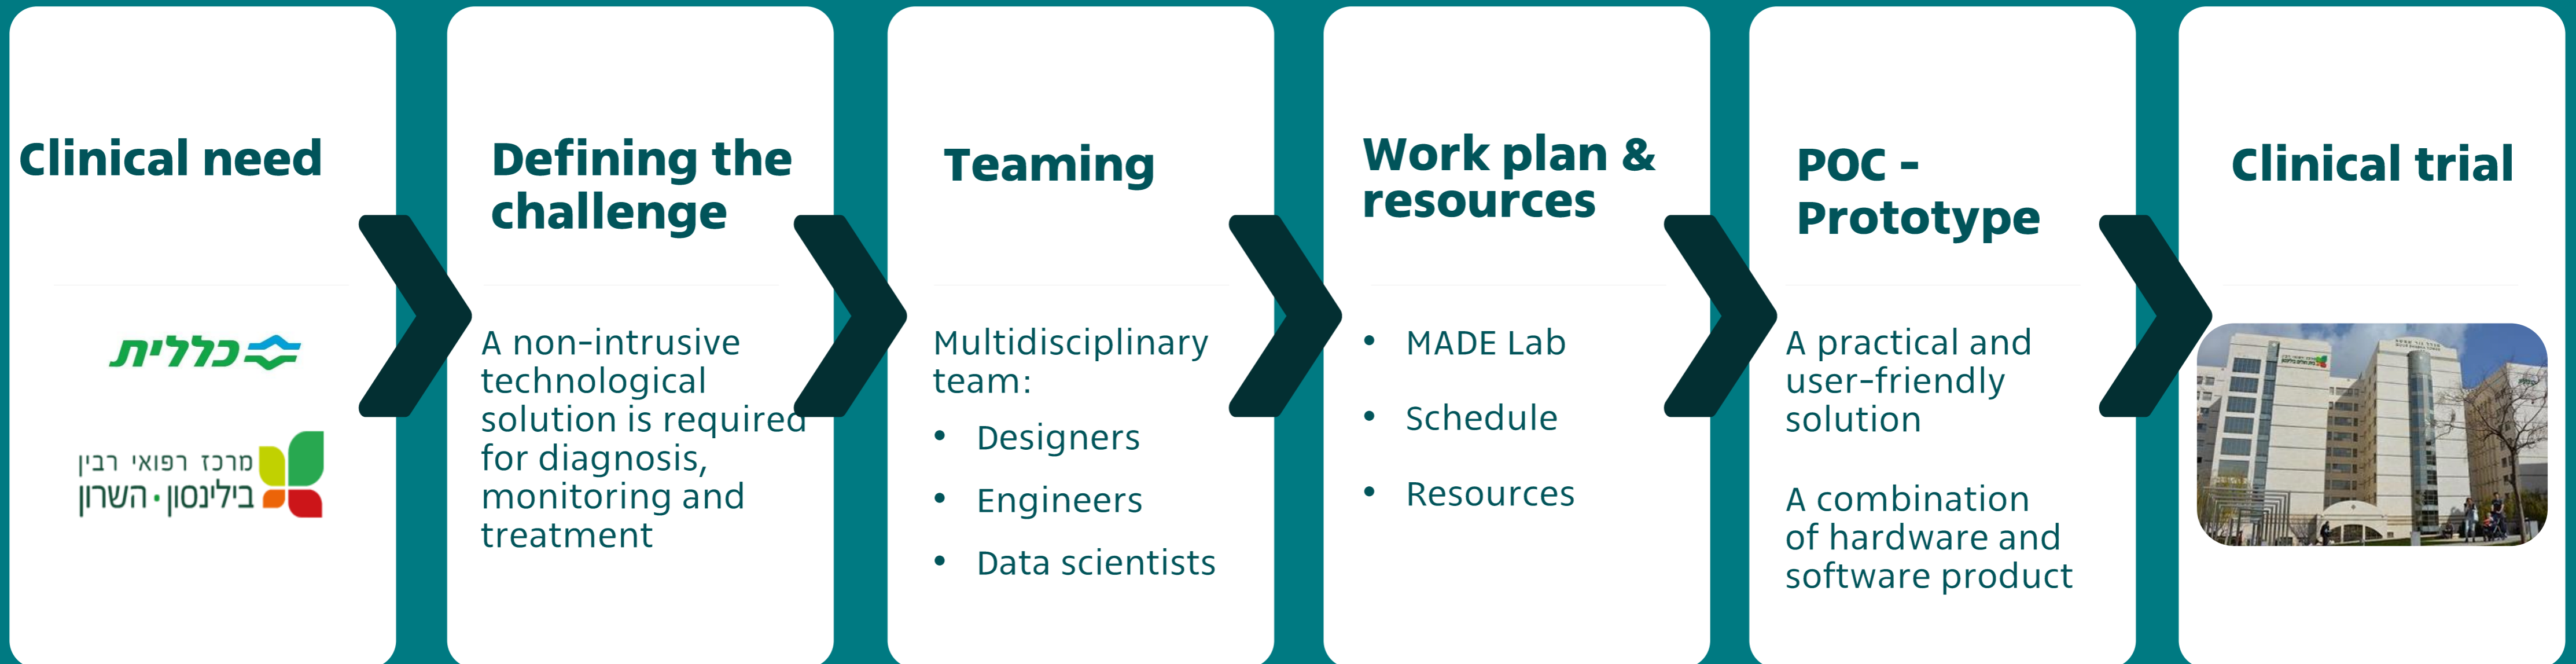 Clinical need
כללית
מרכז רפואי רבין
בילינסון • השרון
Defining the
challenge
A non-intrusive
technological
solution is required
for diagnosis,
monitoring and
treatment
Teaming
Multidisciplinary
team:
• Designers
• Engineers
• Data scientists
Work plan &
resources
• MADE Lab
• Schedule
• Resources
POC -
Prototype
A practical and
user-friendly
solution
A combination
of hardware and
software product
Clinical trial